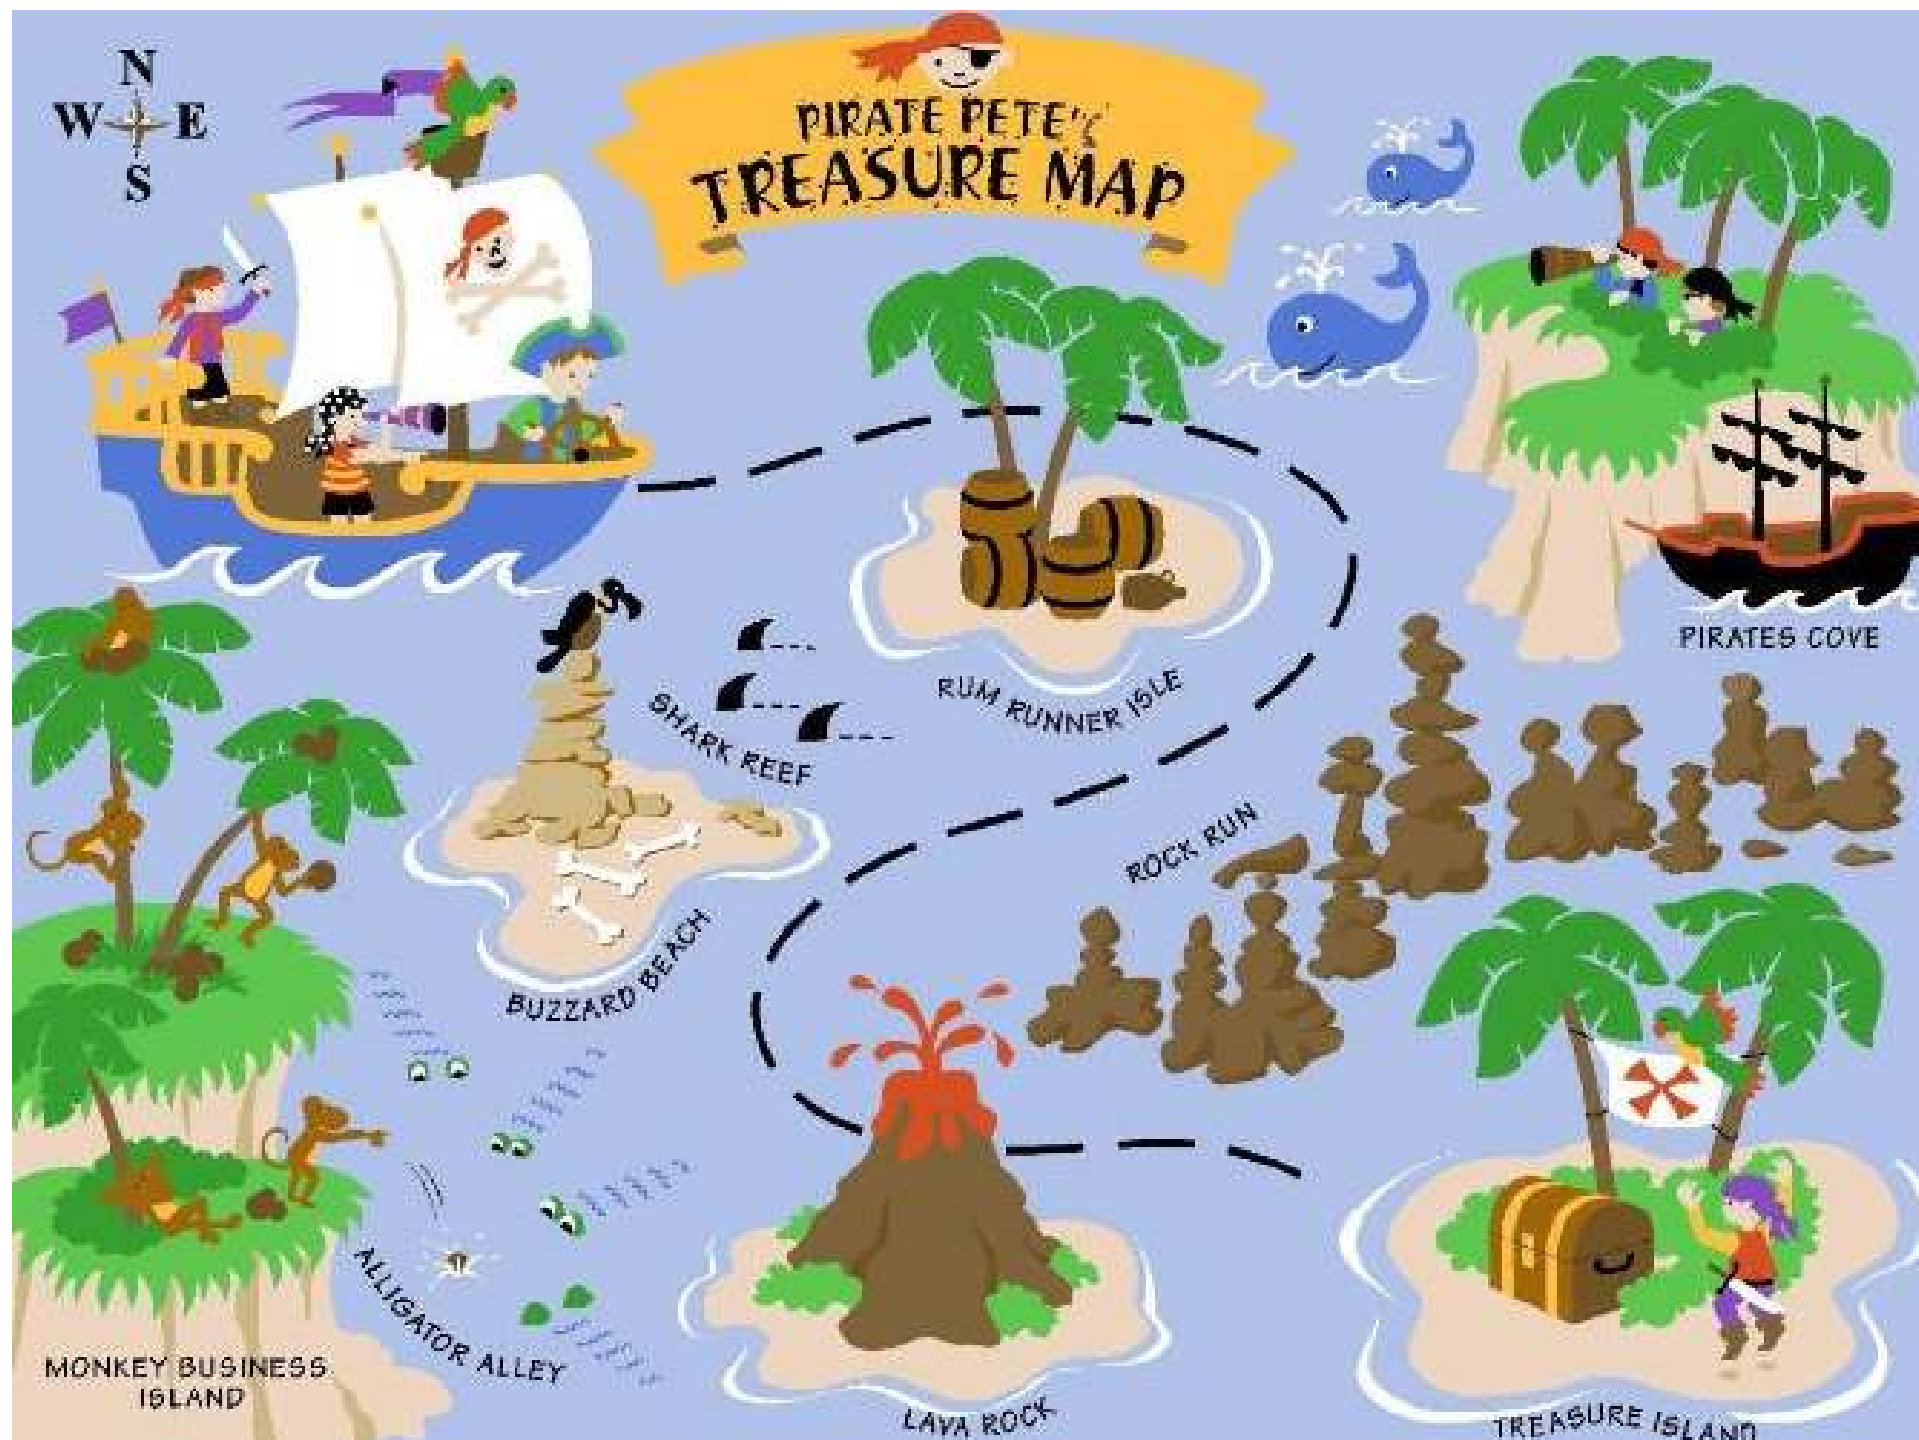 N
W E
S
PIRATE PETE'S
TREASURE MAP
PIRATES COVE
RUM RUNNER ISLE
SHARK REEF
ROCK RUN
BUZZARD BEACH
ALLIGATOR ALLEY
MONKEY BUSINESS
ISLAND
LAVA ROCK
TREASURE ISLAND